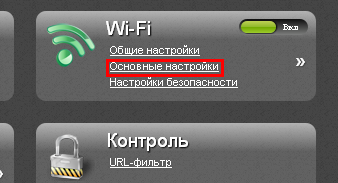 Wi-Fi
Вкл
Общие настройки
Основные настройки
»
Настройки безопасности
Контроль
URL-фильтр